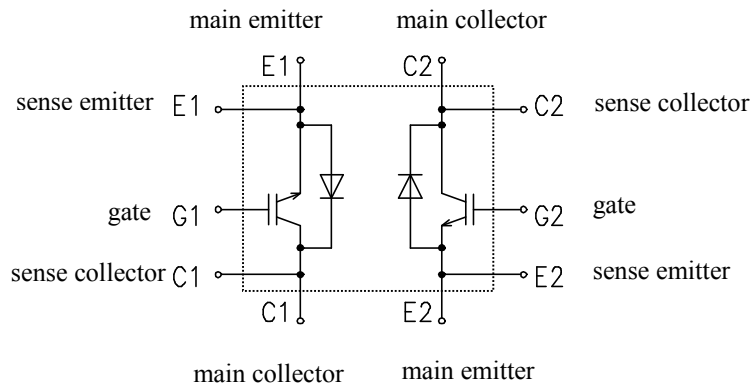 main emitter main collector
E1 C2
sense emitter E1 C2 sense collector
gate G1 G2 gate
sense collector C1 E2 sense emitter
C1 E2
main collector main emitter